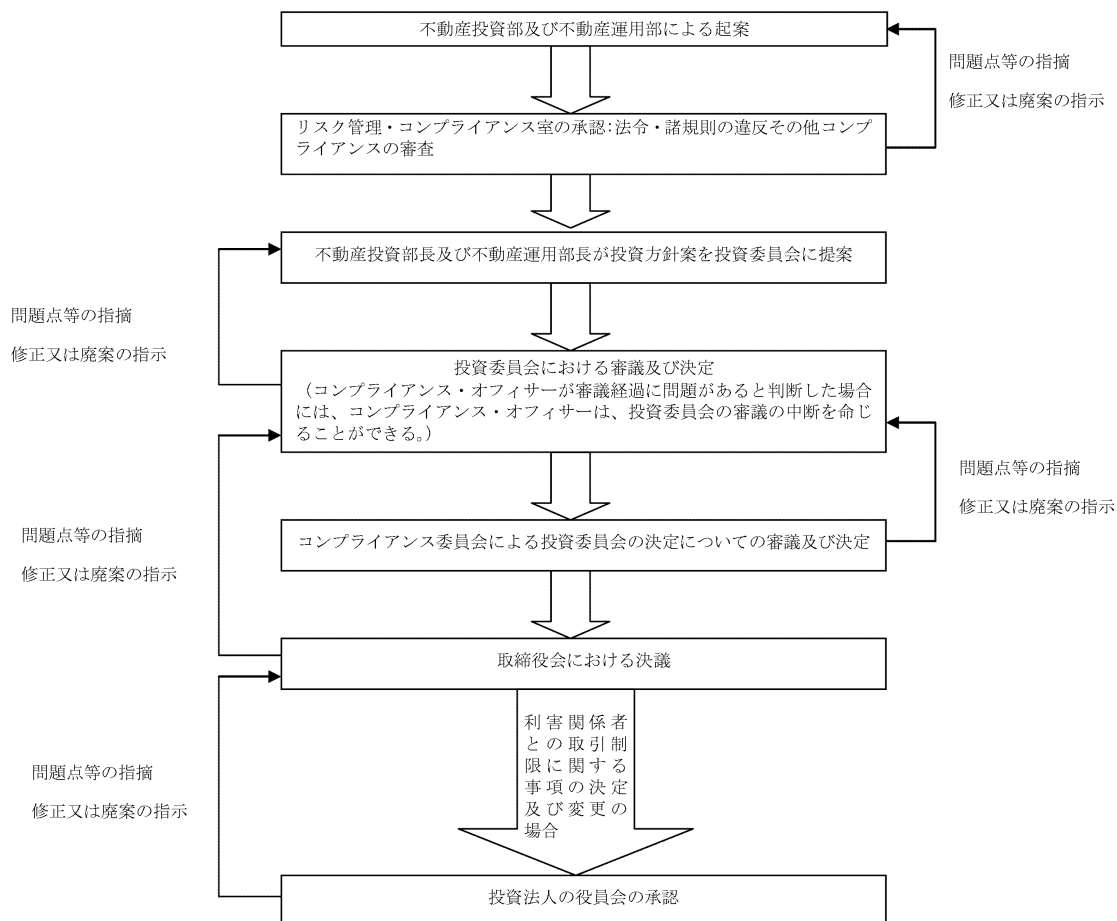 不動産投資部及び不動産運用部による起案
問題点等の指摘
修正又は廃案の指示
リスク管理・コンプライアンス室の承認：法令・諸規則の違反その他コンプ
ライアンスの審査
不動産投資部長及び不動産運用部長が投資方針案を投資委員会に提案
問題点等の指摘
修正又は廃案の指示
投資委員会における審議及び決定
（コンプライアンス・オフィサーが審議経過に問題があると判断した場合
には、コンプライアンス・オフィサーは、投資委員会の審議の中断を命じ
ることができる。）
問題点等の指摘
修正又は廃案の指示
コンプライアンス委員会による投資委員会の決定についての審議及び決定
問題点等の指摘
修正又は廃案の指示
取締役会における決議
利害関係者
との取引制
限に関する
事項の決定
及び変更の
場合
問題点等の指摘
修正又は廃案の指示
投資法人の役員会の承認